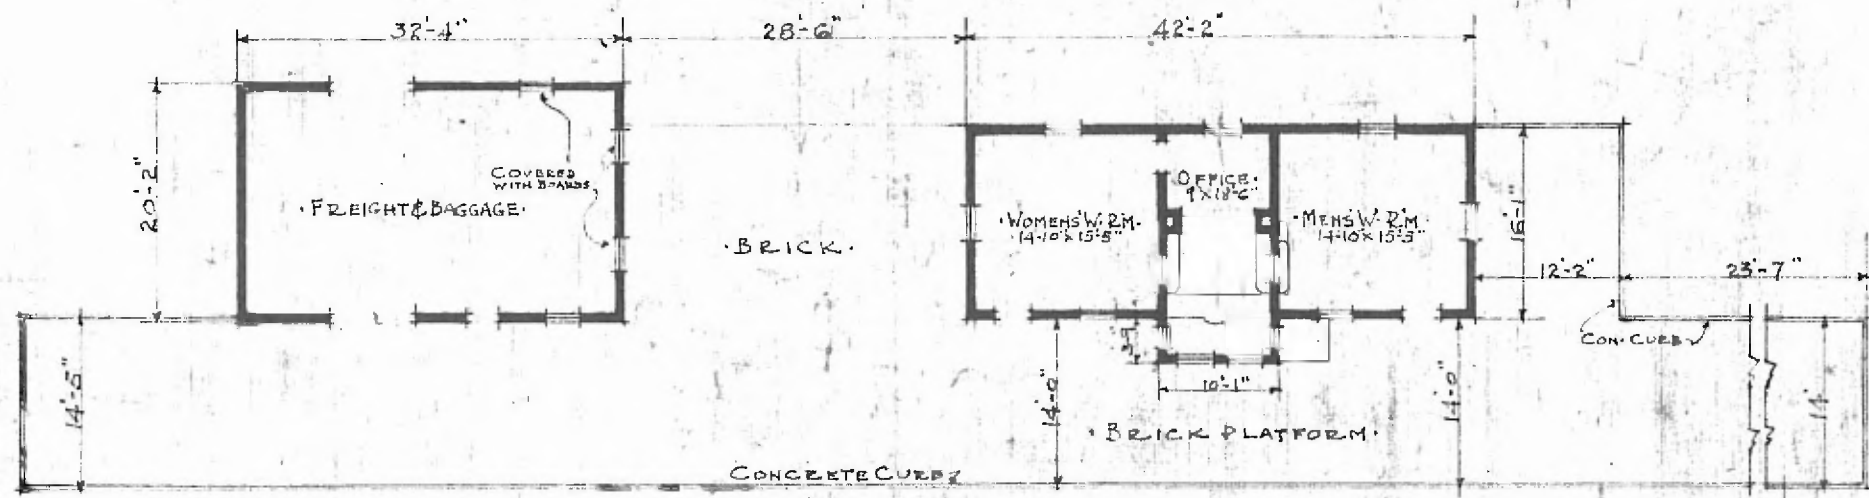 32'-4"
28'-6"
42'-2"
20'-2"
COVERED
WITH BOARDS
·FREIGHT & BAGGAGE·
·BRICK·
·WOMENS' W. RM·
14-10" x 15'-5"
OFFICE·
9' x 18'-6"
·MENS' W. R'M
14-10" x 15'-5"
16'-1"
12'-2"
23'-7"
CON. CURB
14'-5"
10'-1"
14'-0"
14'-0"
14'
·BRICK PLATFORM·
CONCRETE CURB